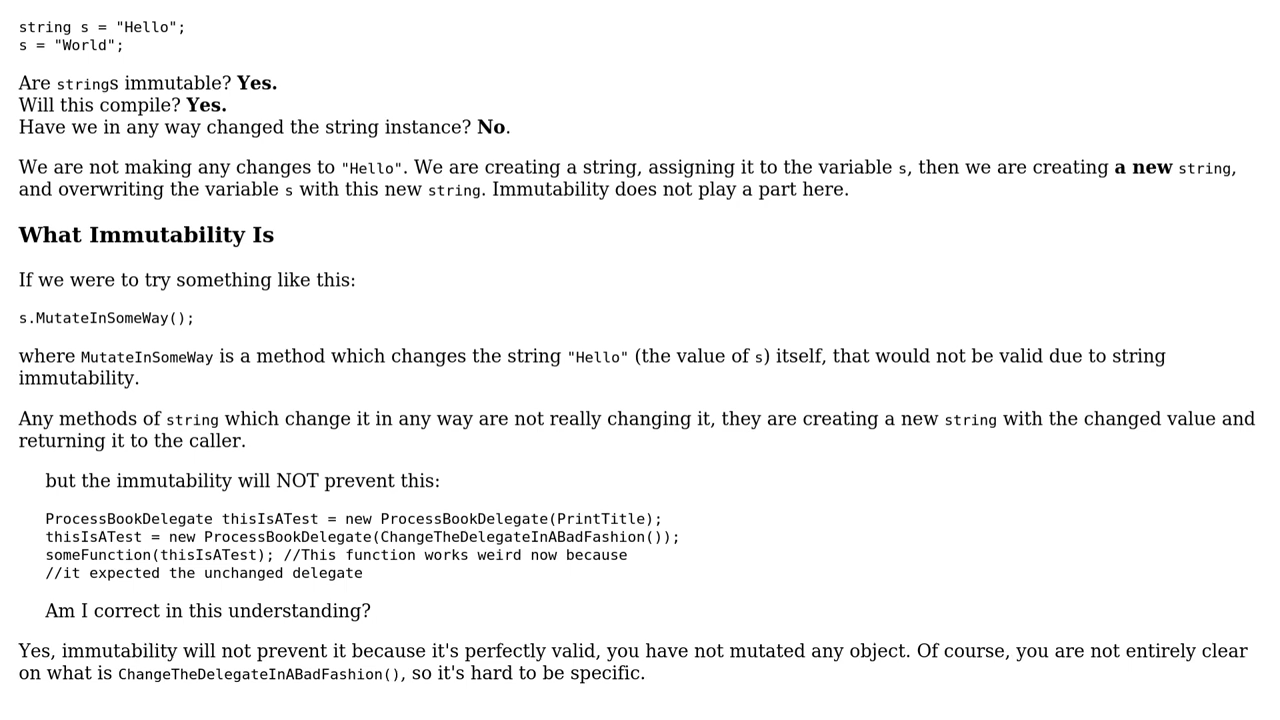 string s = "Hello";
s = "World";
Are strings immutable? Yes.
Will this compile? Yes.
Have we in any way changed the string instance? No.
We are not making any changes to "Hello". We are creating a string, assigning it to the variable s, then we are creating a new string,
and overwriting the variable s with this new string. Immutability does not play a part here.
What Immutability Is
If we were to try something like this:
s.MutateInSomeWay();
where MutateInSomeWay is a method which changes the string "Hello" (the value of s) itself, that would not be valid due to string
immutability.
Any methods of string which change it in any way are not really changing it, they are creating a new string with the changed value and
returning it to the caller.
but the immutability will NOT prevent this:
ProcessBookDelegate thisIsATest = new ProcessBookDelegate(PrintTitle);
thisIsATest = new ProcessBookDelegate(ChangeTheDelegateInABadFashion());
someFunction(thisIsATest); //This function works weird now because
//it expected the unchanged delegate
Am I correct in this understanding?
Yes, immutability will not prevent it because it's perfectly valid, you have not mutated any object. Of course, you are not entirely clear
on what is ChangeTheDelegateInABadFashion(), so it's hard to be specific.